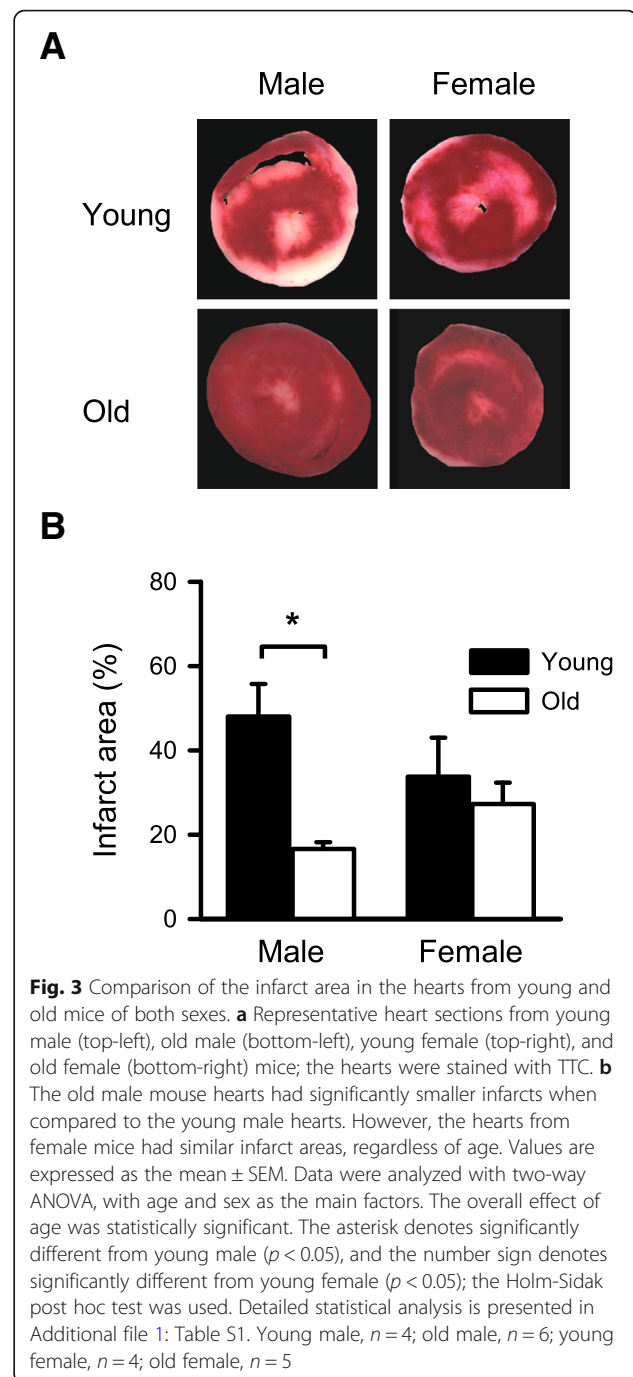 A
Male Female
Young
Old
B
80
60
40
20
0
Infarct area (%)
*
Young
Old
Male Female
Fig. 3 Comparison of the infarct area in the hearts from young and
old mice of both sexes. a Representative heart sections from young
male (top-left), old male (bottom-left), young female (top-right), and
old female (bottom-right) mice; the hearts were stained with TTC. b
The old male mouse hearts had significantly smaller infarcts when
compared to the young male hearts. However, the hearts from
female mice had similar infarct areas, regardless of age. Values are
expressed as the mean ± SEM. Data were analyzed with two-way
ANOVA, with age and sex as the main factors. The overall effect of
age was statistically significant. The asterisk denotes significantly
different from young male (p < 0.05), and the number sign denotes
significantly different from young female (p < 0.05); the Holm-Sidak
post hoc test was used. Detailed statistical analysis is presented in
Additional file 1: Table S1. Young male, n = 4; old male, n = 6; young
female, n = 4; old female, n = 5